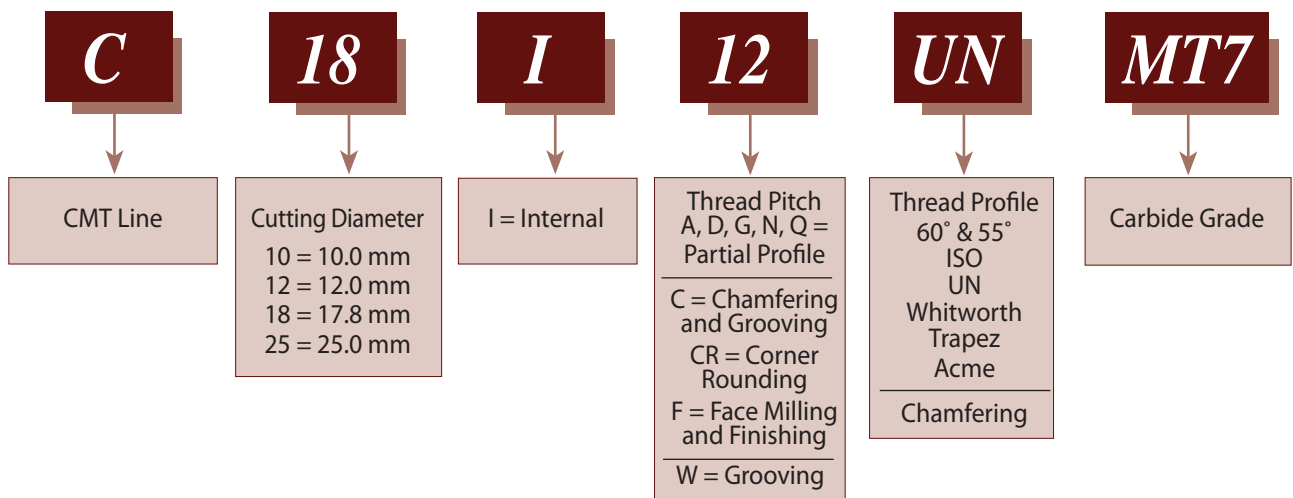 C 18 I 12 UN MT7
CMT Line
Cutting Diameter
10 = 10.0 mm
12 = 12.0 mm
18 = 17.8 mm
25 = 25.0 mm
I = Internal
Thread Pitch
A, D, G, N, Q =
Partial Profile
C = Chamfering
and Grooving
CR = Corner
Rounding
F = Face Milling
and Finishing
W = Grooving
Thread Profile
60˚ & 55˚
ISO
UN
Whitworth
Trapez
Acme
Chamfering
Carbide Grade